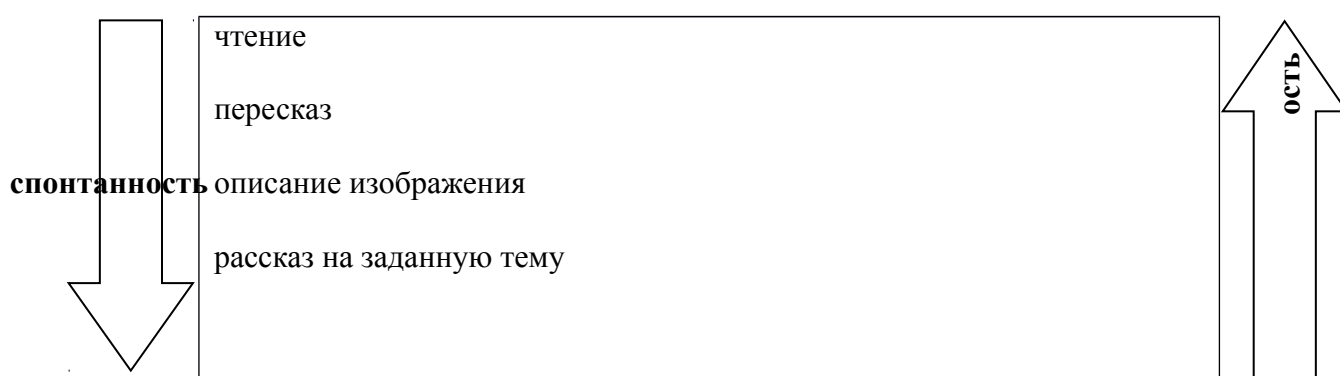 чтение
пересказ
спонтанность описание изображения
рассказ на заданную тему
ость